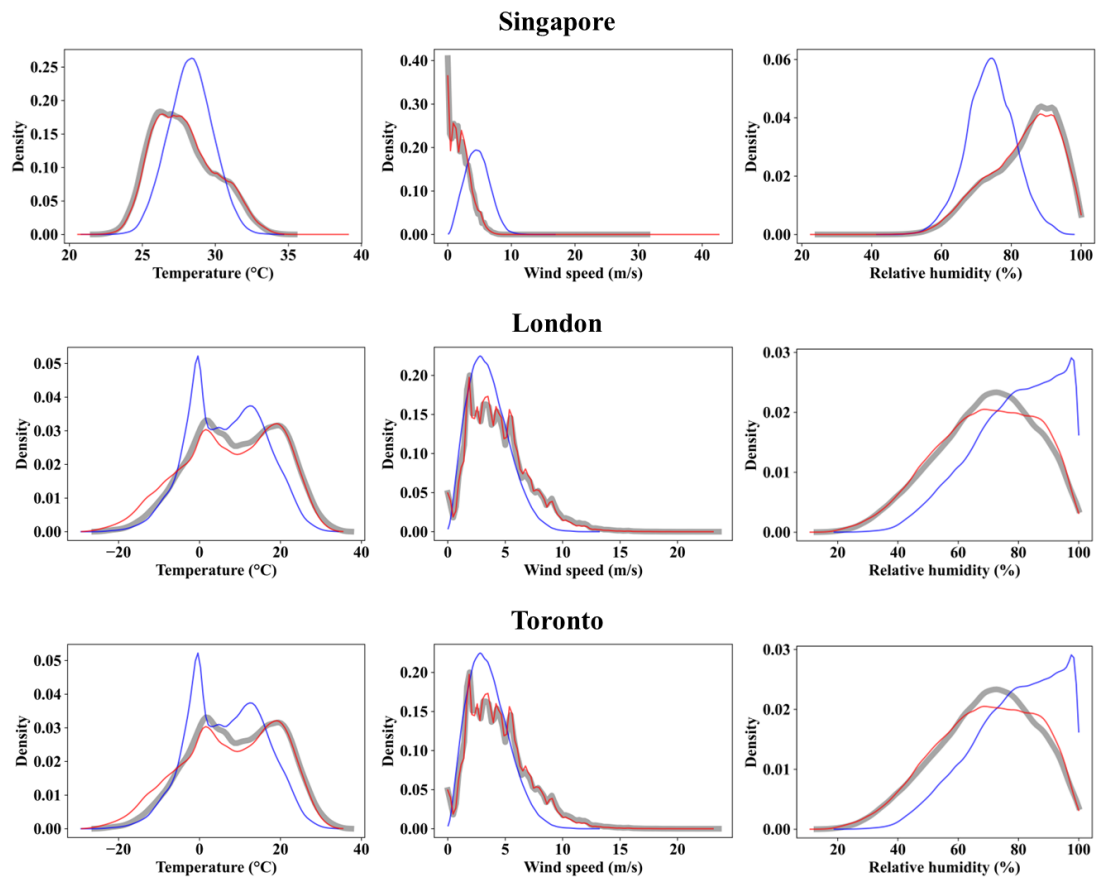 Singapore
Density
0.25
0.20
0.15
0.10
0.05
0.00
20 25 30 35 40
Temperature (°C)
Density
0.40
0.30
0.20
0.10
0.00
0 10 20 30 40
Wind speed (m/s)
Density
0.06
0.04
0.02
0.00
20 40 60 80 100
Relative humidity (%)
London
Density
0.05
0.04
0.03
0.02
0.01
0.00
−20 0 20 40
Temperature (°C)
Density
0.20
0.15
0.10
0.05
0.00
0 5 10 15 20
Wind speed (m/s)
Density
0.03
0.02
0.01
0.00
20 40 60 80 100
Relative humidity (%)
Toronto
Density
0.05
0.04
0.03
0.02
0.01
0.00
−20 0 20 40
Temperature (°C)
Density
0.20
0.15
0.10
0.05
0.00
0 5 10 15 20
Wind speed (m/s)
Density
0.03
0.02
0.01
0.00
20 40 60 80 100
Relative humidity (%)